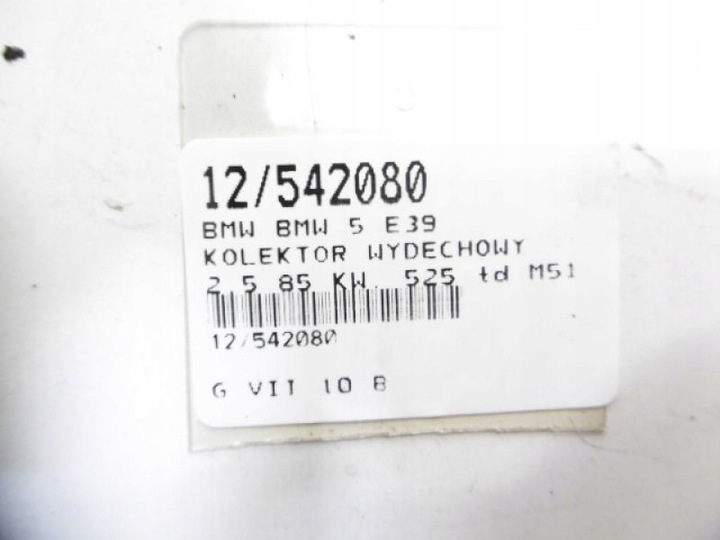 12/542080
BMW BMW 5 E39
KOLEKTOR WYDECHOWY
2 5 85 KW. 525 td M51
12/542080
G VII 10 B